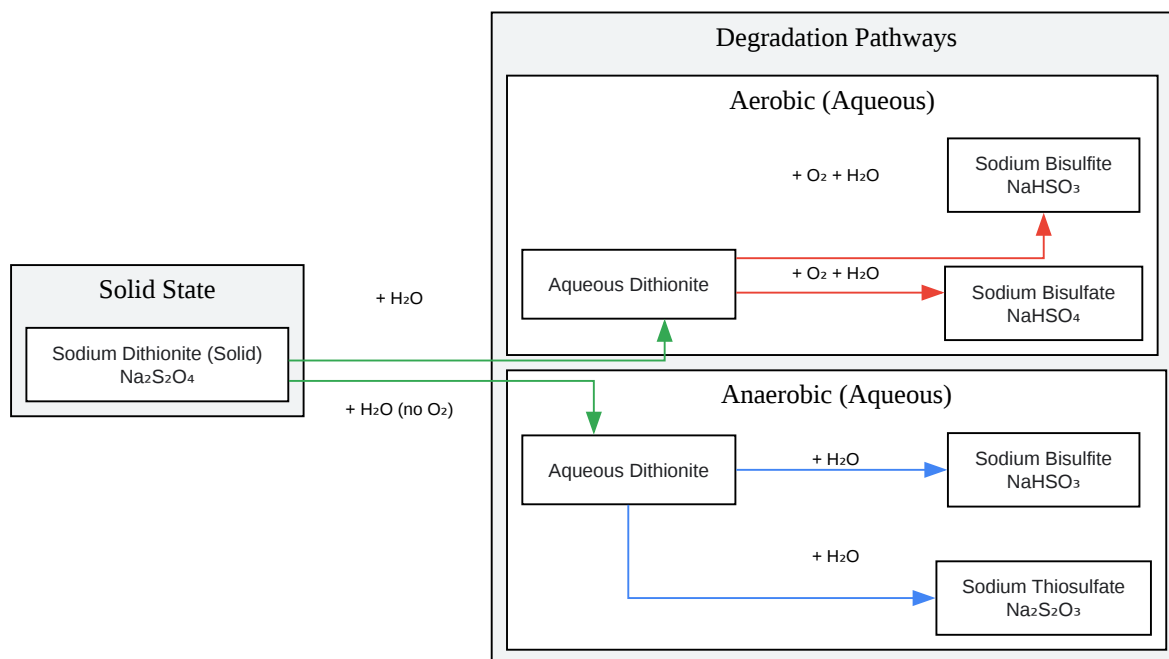 Degradation Pathways
Aerobic (Aqueous)
+ O₂ + H₂O
Sodium Bisulfite
NaHSO₃
Aqueous Dithionite
+ O₂ + H₂O
Sodium Bisulfate
NaHSO₄
Solid State
+ H₂O
Sodium Dithionite (Solid)
Na₂S₂O₄
+ H₂O (no O₂)
Anaerobic (Aqueous)
Aqueous Dithionite
+ H₂O
Sodium Bisulfite
NaHSO₃
+ H₂O
Sodium Thiosulfate
Na₂S₂O₃